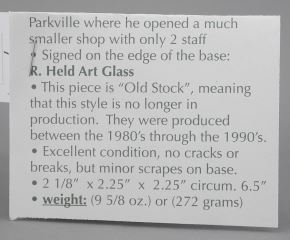 Parkville where he opened a much
smaller shop with only 2 staff
• Signed on the edge of the base:
R. Held Art Glass
• This piece is "Old Stock", meaning
that this style is no longer in
production. They were produced
between the 1980's through the 1990's.
• Excellent condition, no cracks or
breaks, but minor scrapes on base.
• 2 1/8" x 2.25" x 2.25" circum. 6.5"
• weight: (9 5/8 oz.) or (272 grams)